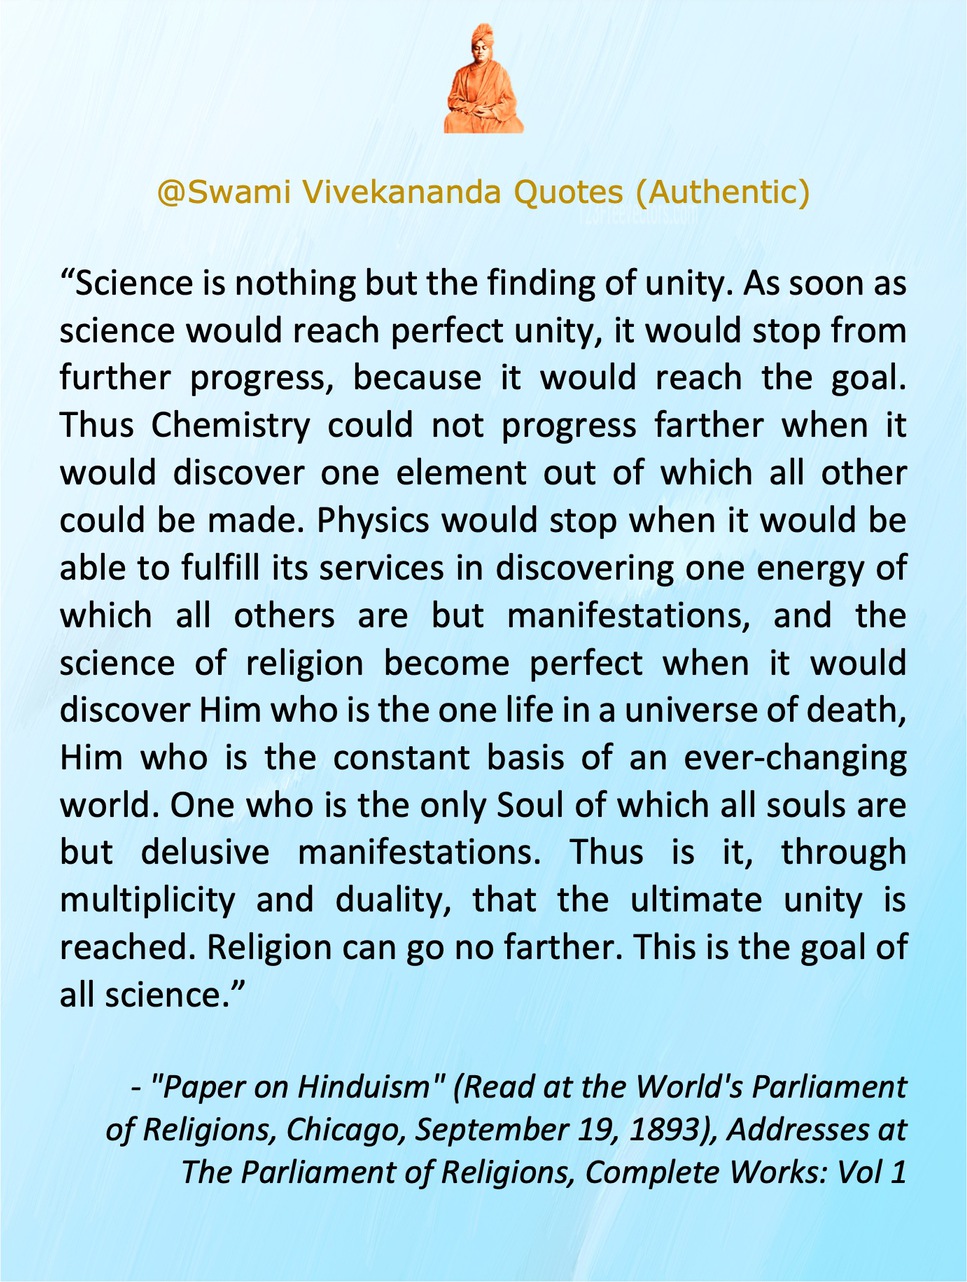 @Swami Vivekananda Quotes (Authentic)
“Science is nothing but the finding of unity. As soon as
science would reach perfect unity, it would stop from
further progress, because it would reach the goal.
Thus Chemistry could not progress farther when it
would discover one element out of which all other
could be made. Physics would stop when it would be
able to fulfill its services in discovering one energy of
which all others are but manifestations, and the
science of religion become perfect when it would
discover Him who is the one life in a universe of death,
Him who is the constant basis of an ever-changing
world. One who is the only Soul of which all souls are
but delusive manifestations. Thus is it, through
multiplicity and duality, that the ultimate unity is
reached. Religion can go no farther. This is the goal of
all science.”
- "Paper on Hinduism" (Read at the World's Parliament
of Religions, Chicago, September 19, 1893), Addresses at
The Parliament of Religions, Complete Works: Vol 1